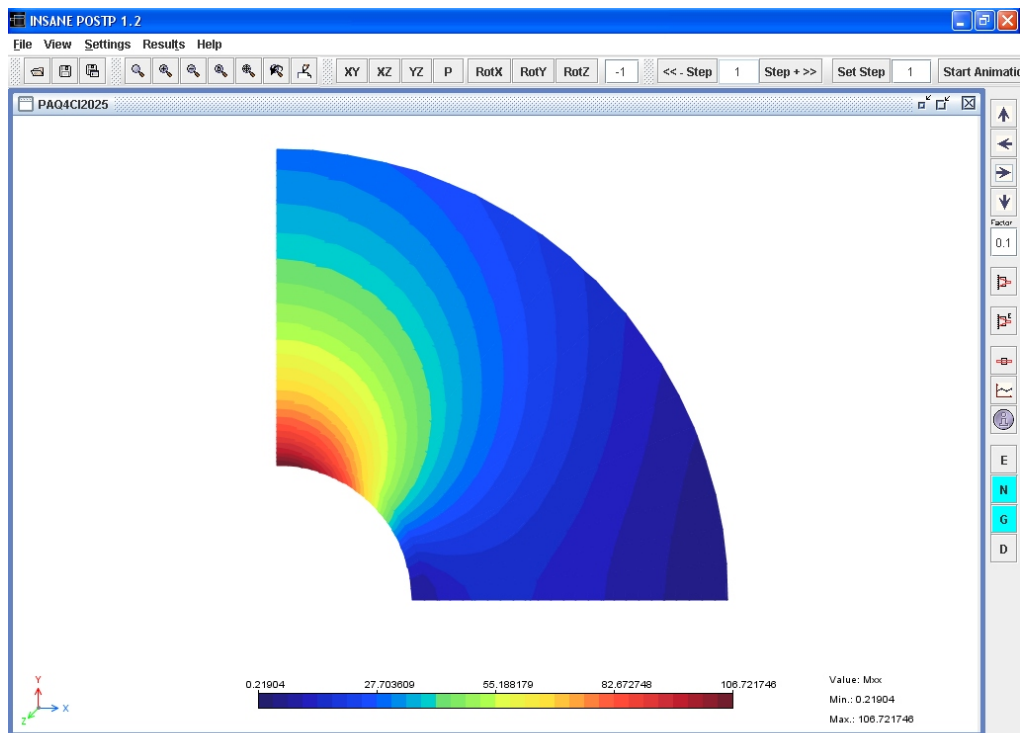 INSANE POSTP 1.2
File View Settings Results Help
XY XZ YZ P RotX RotY RotZ -1 << - Step 1 Step + >> Set Step 1 Start Animatic
PAQ4CI2025
Factor
0.1
E
E
N
G
D
0.21904 27.703609 55.188179 82.672748 106.721746
Value: Mxx
Min.: 0.21904
Max.: 106.721746
Y
X
Z